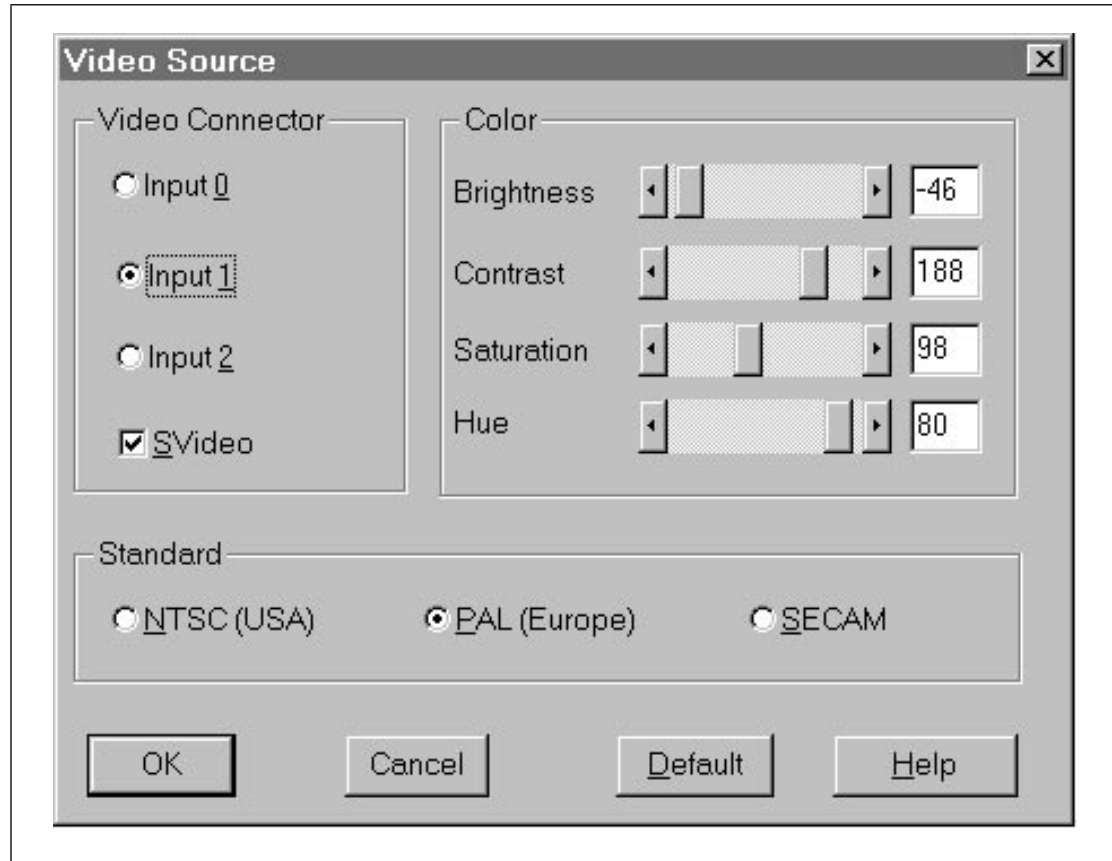 Video Source
Video Connector
Input 0
Input 1
Input 2
SVideo
Color
Brightness -46
Contrast 188
Saturation 98
Hue 80
Standard
NTSC (USA) PAL (Europe) SECAM
OK Cancel Default Help